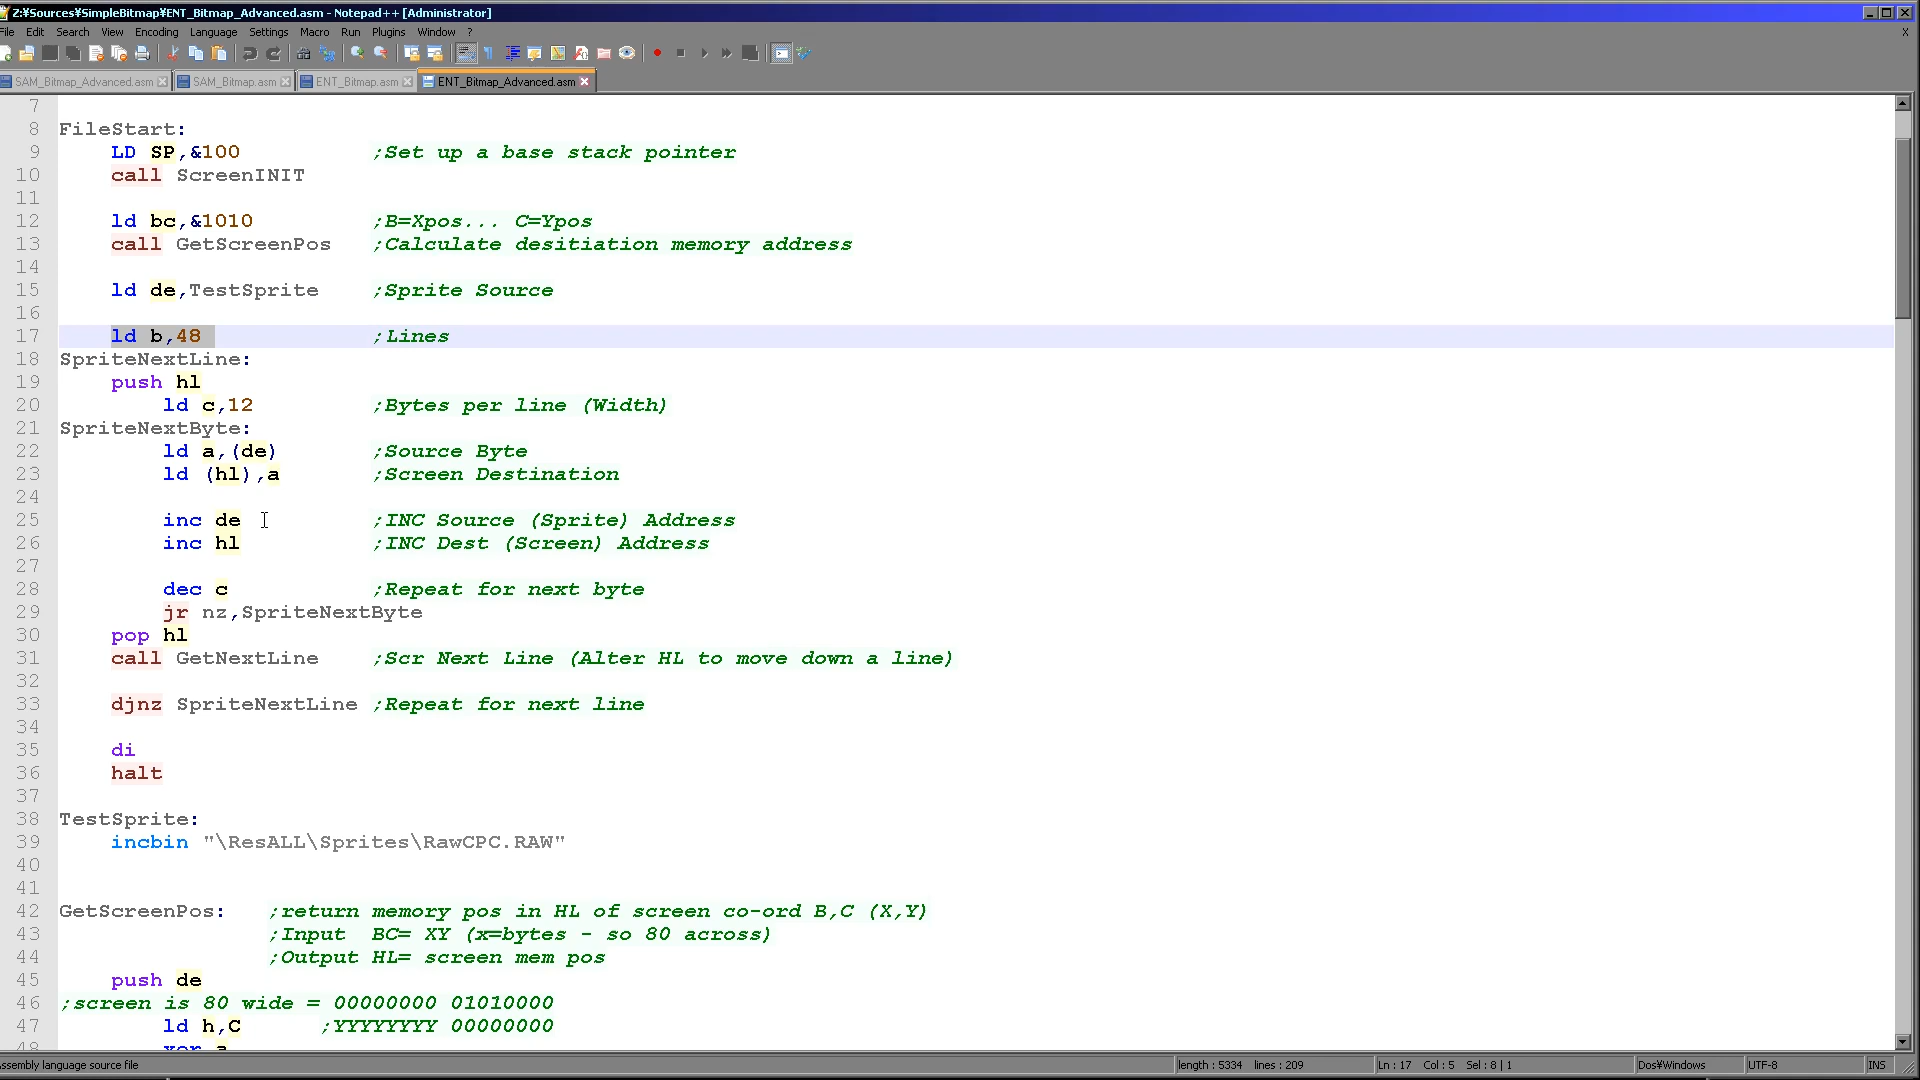 Z:¥Sources¥SimpleBitmap¥ENT_Bitmap_Advanced.asm - Notepad++ [Administrator]
File Edit Search View Encoding Language Settings Macro Run Plugins Window ? X
SAM_Bitmap_Advanced.asm SAM_Bitmap.asm ENT_Bitmap.asm ENT_Bitmap_Advanced.asm
7
8 FileStart:
9 LD SP,&100 ;Set up a base stack pointer
10 call ScreenINIT
11
12 ld bc,&1010 ;B=Xpos... C=Ypos
13 call GetScreenPos ;Calculate desitiation memory address
14
15 ld de,TestSprite ;Sprite Source
16
17 ld b,48 ;Lines
18 SpriteNextLine:
19 push hl
20 ld c,12 ;Bytes per line (Width)
21 SpriteNextByte:
22 ld a,(de) ;Source Byte
23 ld (hl),a ;Screen Destination
24
25 inc de ;INC Source (Sprite) Address
26 inc hl ;INC Dest (Screen) Address
27
28 dec c ;Repeat for next byte
29 jr nz,SpriteNextByte
30 pop hl
31 call GetNextLine ;Scr Next Line (Alter HL to move down a line)
32
33 djnz SpriteNextLine ;Repeat for next line
34
35 di
36 halt
37
38 TestSprite:
39 incbin "\ResALL\Sprites\RawCPC.RAW"
40
41
42 GetScreenPos: ;return memory pos in HL of screen co-ord B,C (X,Y)
43 ;Input BC= XY (x=bytes - so 80 across)
44 ;Output HL= screen mem pos
45 push de
46 ;screen is 80 wide = 00000000 01010000
47 ld h,C ;YYYYYYYY 00000000
48 xor a
ssembly language source file length : 5334 lines : 209 Ln : 17 Col : 5 Sel : 8 | 1 Dos¥Windows UTF-8 INS